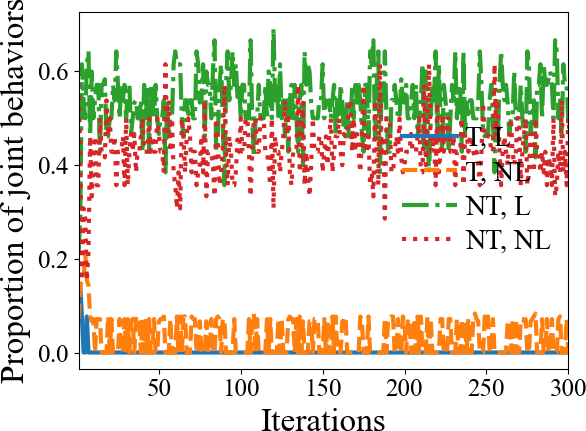 Proportion of joint behaviors
0.6
0.4
0.2
0.0
T, L
T, NL
NT, L
NT, NL
50
100
150
200
250
300
Iterations